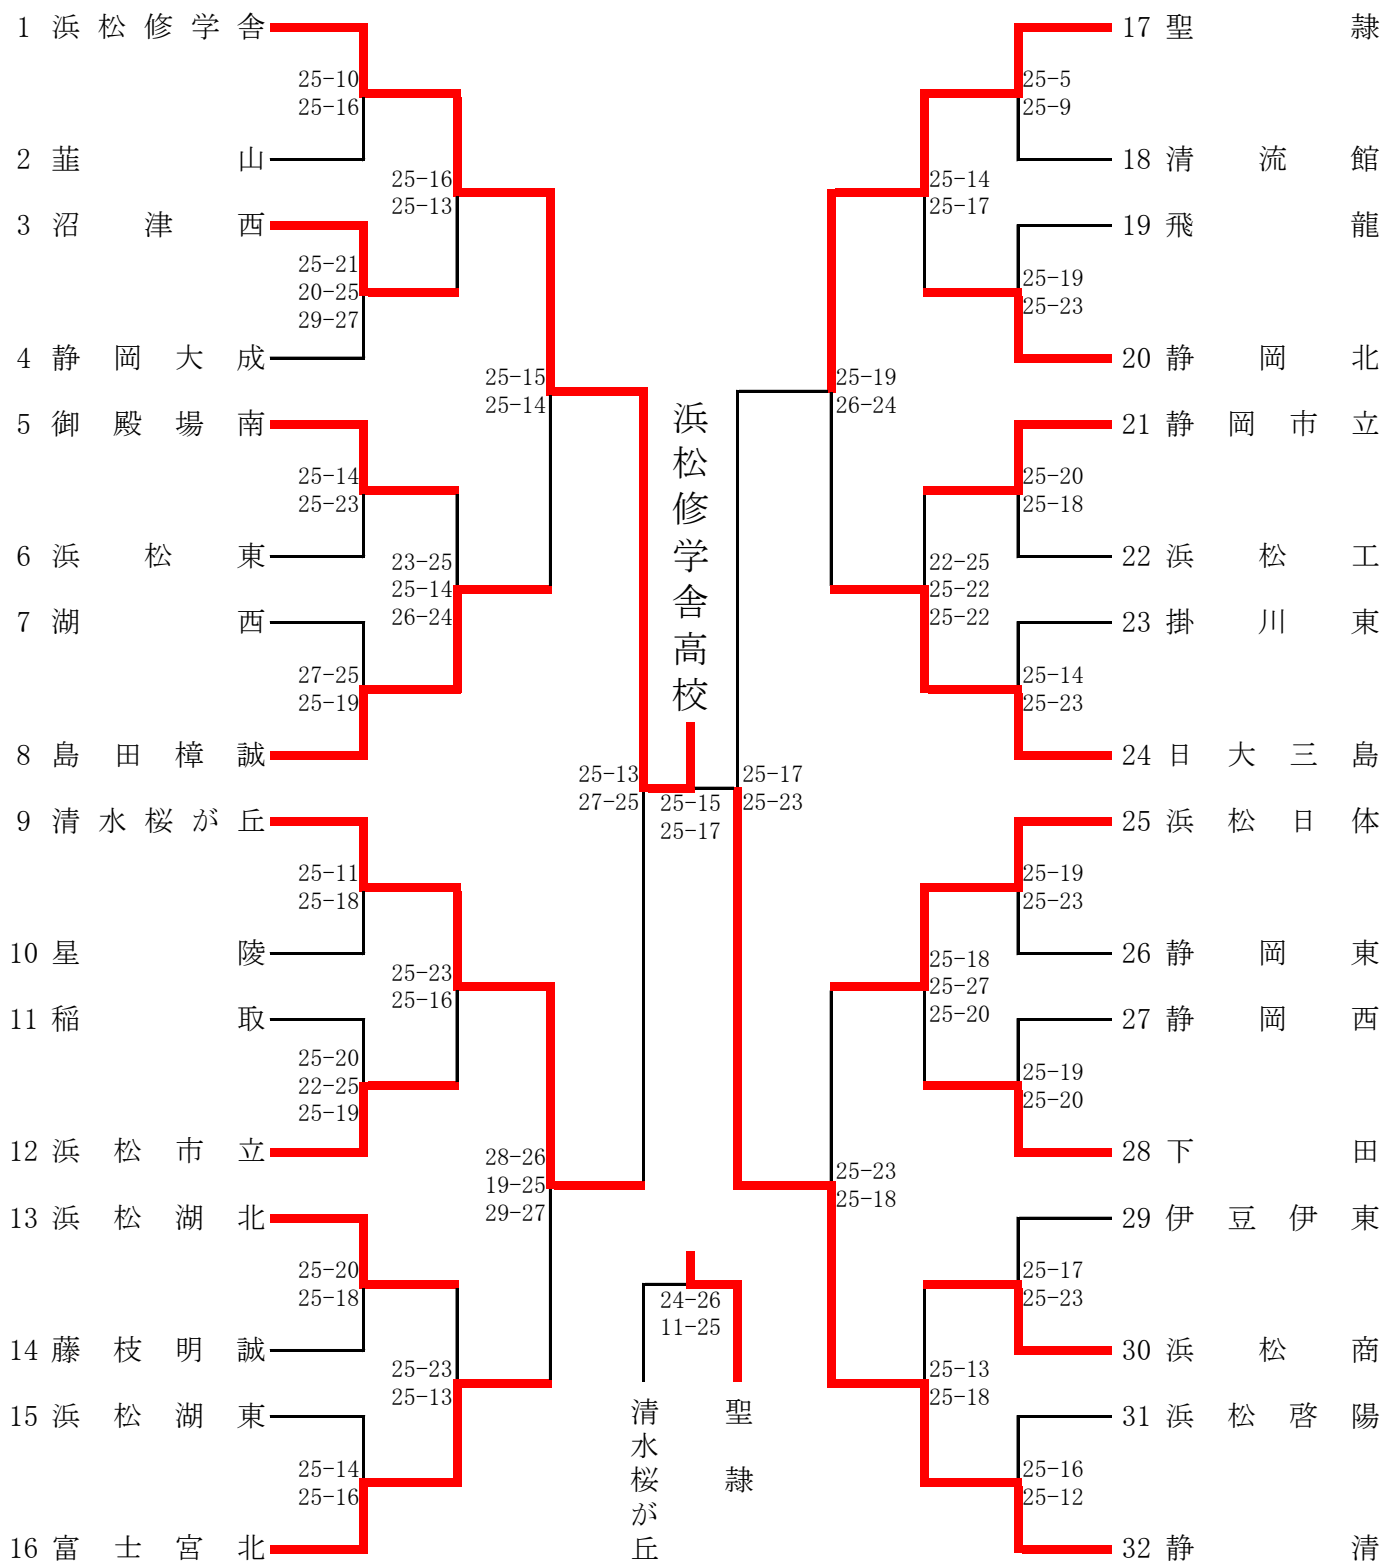 1 浜松修学舎
25-10
25-16
2 韮山
25-16
25-13
3 沼津西
25-21
20-25
29-27
4 静岡大成
25-15
25-14
5 御殿場南
25-14
25-23
6 浜松東
23-25
25-14
26-24
7 湖西
27-25
25-19
8 島田樟誠
25-13
27-25
9 清水桜が丘
25-11
25-18
10 星陵
25-23
25-16
11 稲取
25-20
22-25
25-19
12 浜松市立
28-26
19-25
29-27
13 浜松湖北
25-20
25-18
14 藤枝明誠
25-23
25-13
15 浜松湖東
25-14
25-16
16 富士宮北
浜松修学舎高校
25-15
25-17
24-26
11-25
清水桜が丘
聖隷
17 聖隷
25-5
25-9
18 清流館
25-14
25-17
19 飛龍
25-19
25-23
20 静岡北
25-19
26-24
21 静岡市立
25-20
25-18
22 浜松工
22-25
25-22
25-22
23 掛川東
25-14
25-23
24 日大三島
25-17
25-23
25 浜松日体
25-19
25-23
26 静岡東
25-18
25-27
25-20
27 静岡西
25-19
25-20
28 下田
25-23
25-18
29 伊豆伊東
25-17
25-23
30 浜松商
25-13
25-18
31 浜松啓陽
25-16
25-12
32 静清